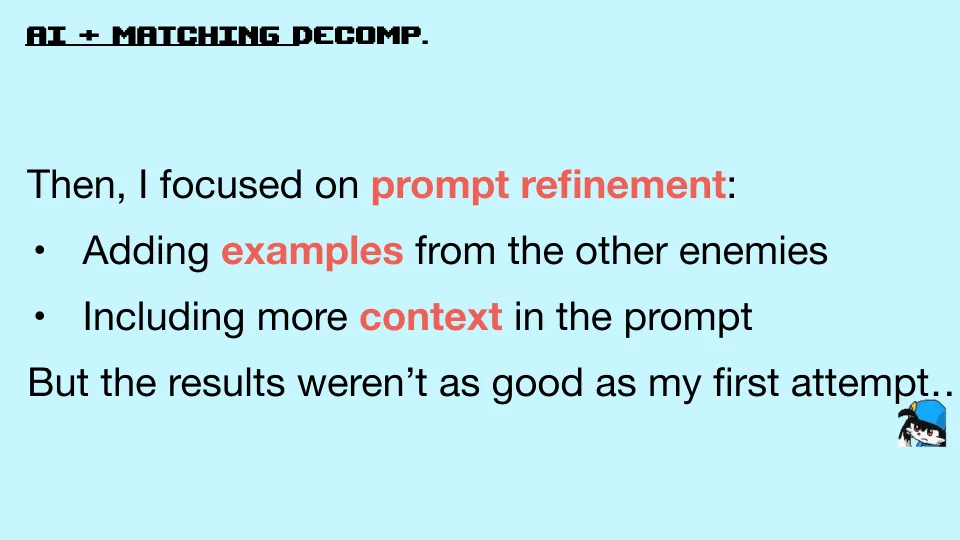 AI + MATCHING DECOMP.
Then, I focused on prompt refinement:
• Adding examples from the other enemies
• Including more context in the prompt
But the results weren’t as good as my first attempt..